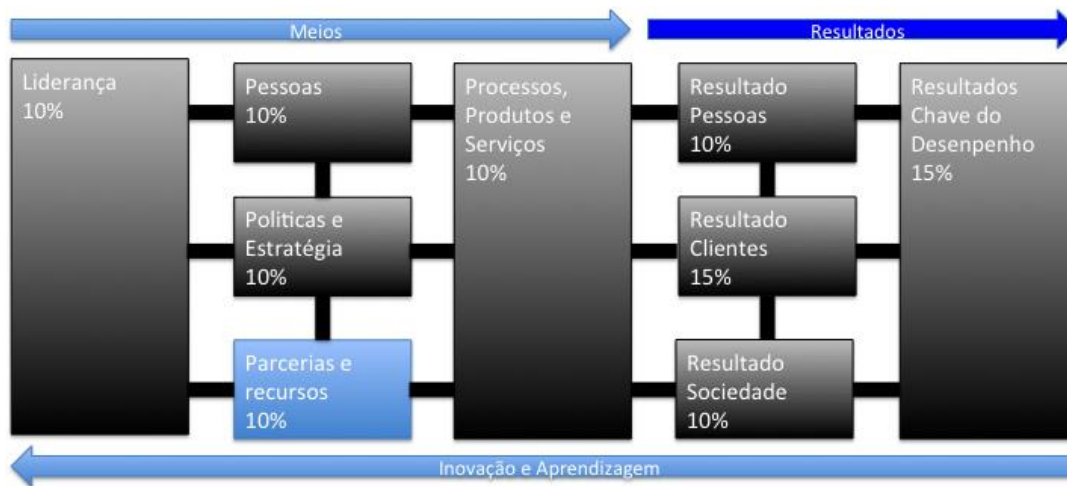 Meios
Resultados
Liderança
10%
Pessoas
10%
Processos,
Produtos e
Serviços
10%
Resultado
Pessoas
10%
Resultados
Chave do
Desenpenho
15%
Politicas e
Estratégia
10%
Resultado
Clientes
15%
Parcerias e
recursos
10%
Resultado
Sociedade
10%
Inovação e Aprendizagem